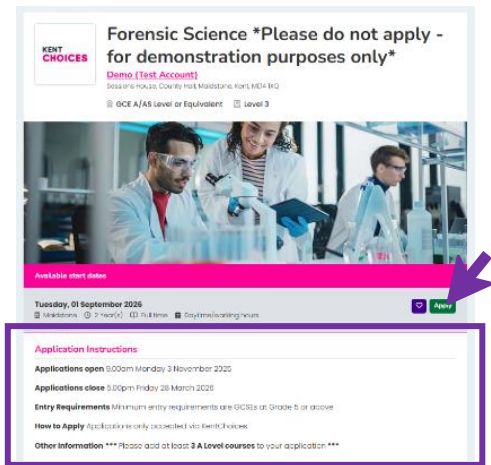 KENT
CHOICES
Forensic Science *Please do not apply -
for demonstration purposes only*
Demo (Test Account)
Sessions House, County Hall, Maidstone, Kent, ME14 1XQ
GCE A/AS Level or Equivalent Level 3
Available start dates
Tuesday, 01 September 2026
Maidstone 2 Year(s) Full time Daytime/working hours
Apply
Application Instructions
Applications open 9.00am Monday 3 November 2025
Applications close 5.00pm Friday 28 March 2026
Entry Requirements Minimum entry requirements are GCSEs at Grade 5 or above
How to Apply Applications only accepted via KentChoices
Other Information *** Please add at least 3 A Level courses to your application ***